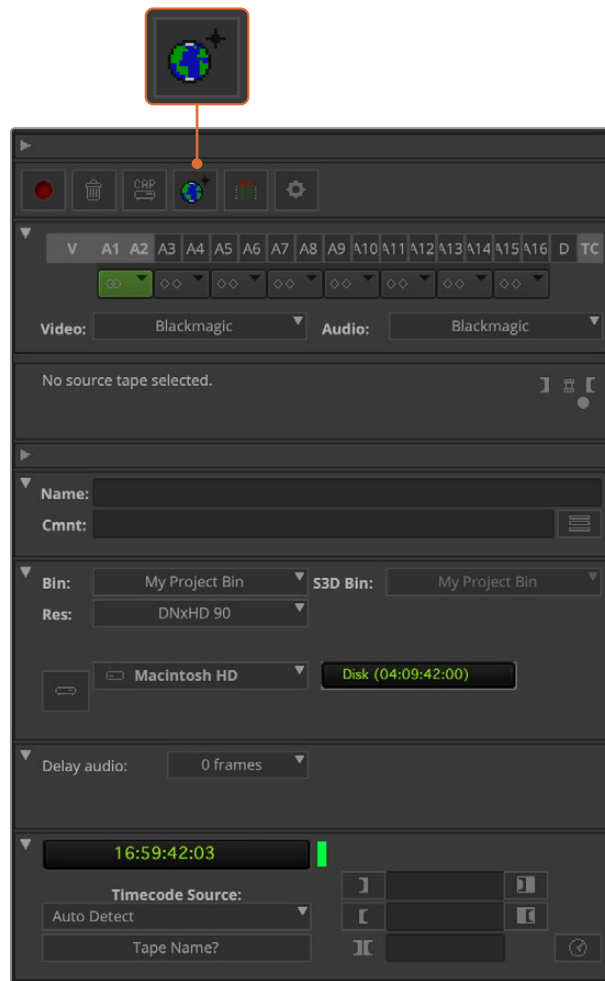 CAP
V A1 A2 A3 A4 A5 A6 A7 A8 A9 A10 A11 A12 A13 A14 A15 A16 D TC
Video: Blackmagic Audio: Blackmagic
No source tape selected.
Name:
Cmnt:
Bin: My Project Bin S3D Bin: My Project Bin
Res: DNxHD 90
Macintosh HD Disk (04:09:42:00)
Delay audio: 0 frames
16:59:42:03
Timecode Source:
Auto Detect
Tape Name?